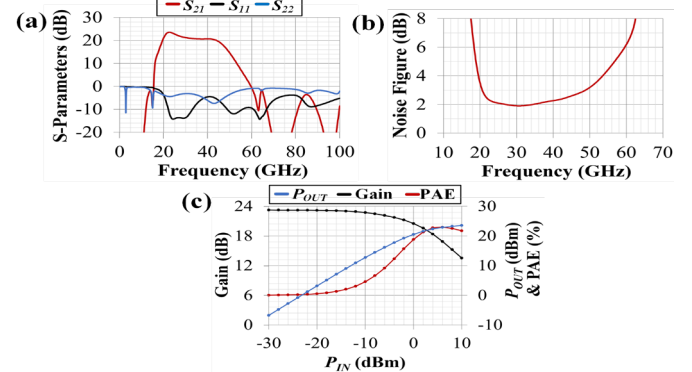 (a)
S21 S11 S22
S-Parameters (dB)
30
20
10
0
-10
-20
0 20 40 60 80 100
Frequency (GHz)
(b)
Noise Figure (dB)
8
6
4
2
0
10 20 30 40 50 60 70
Frequency (GHz)
(c)
POUT Gain PAE
Gain (dB)
24
18
12
6
0
30
20
10
0
-10
POUT (dBm)
& PAE (%)
-30 -20 -10 0 10
PIN (dBm)